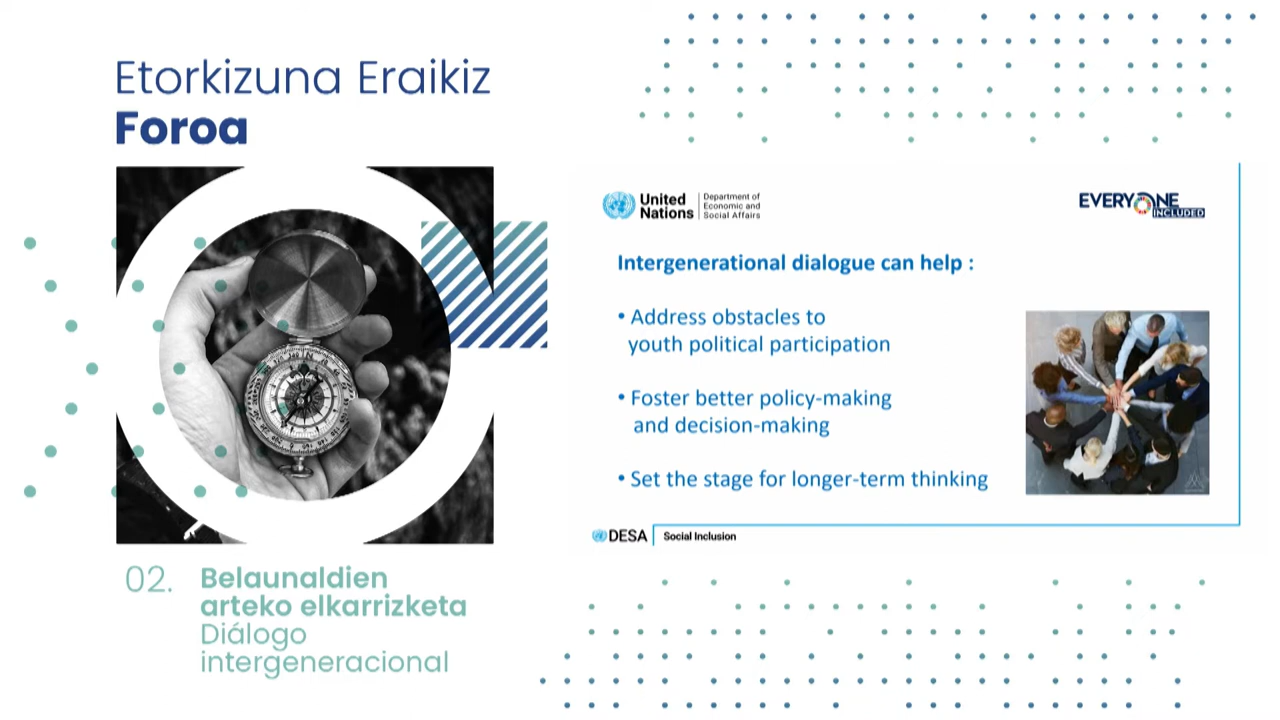 Etorkizuna Eraikiz
Foroa
United
Nations
Department of
Economic and
Social Affairs
EVERYONE
INCLUDED
Intergenerational dialogue can help :
• Address obstacles to
youth political participation
• Foster better policy-making
and decision-making
• Set the stage for longer-term thinking
DESA
Social Inclusion
02.
Belaunaldien
arteko elkarrizketa
Diálogo
intergeneracional